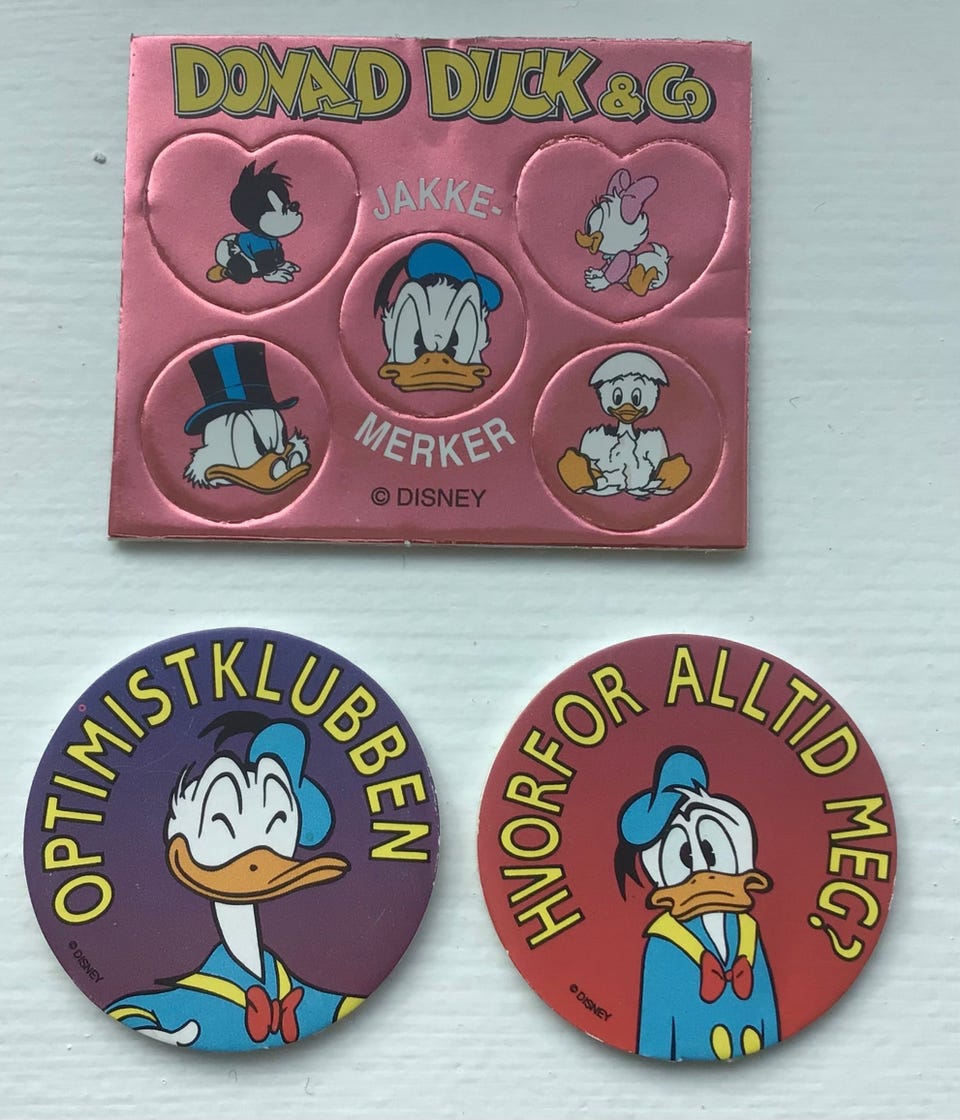 DONALD DUCK & Co
JAKKE-
MERKER
© DISNEY
OPTIMISTKLUBBEN
© DISNEY
HVORFOR ALLTID MEG?
© DISNEY